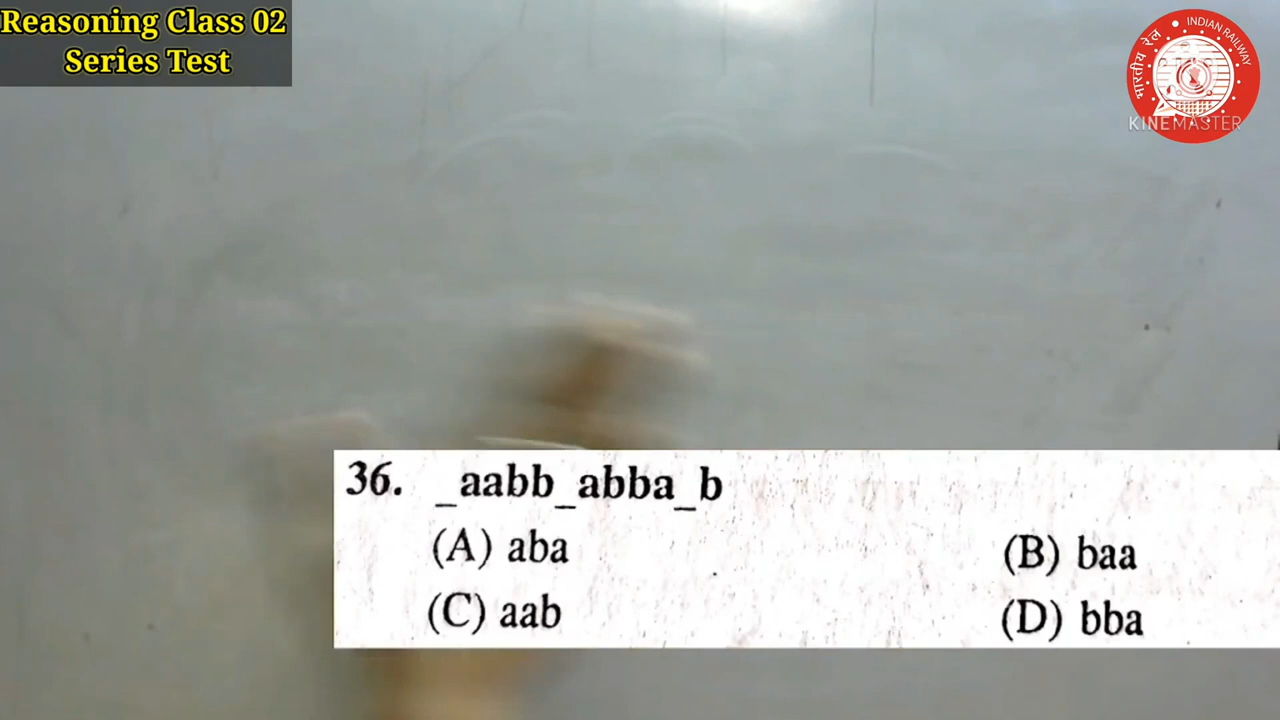 Reasoning Class 02
Series Test
भारतीय रेल
INDIAN RAILWAY
KINEMASTER
36. _aabb_abba_b
(A) aba
(B) baa
(C) aab
(D) bba